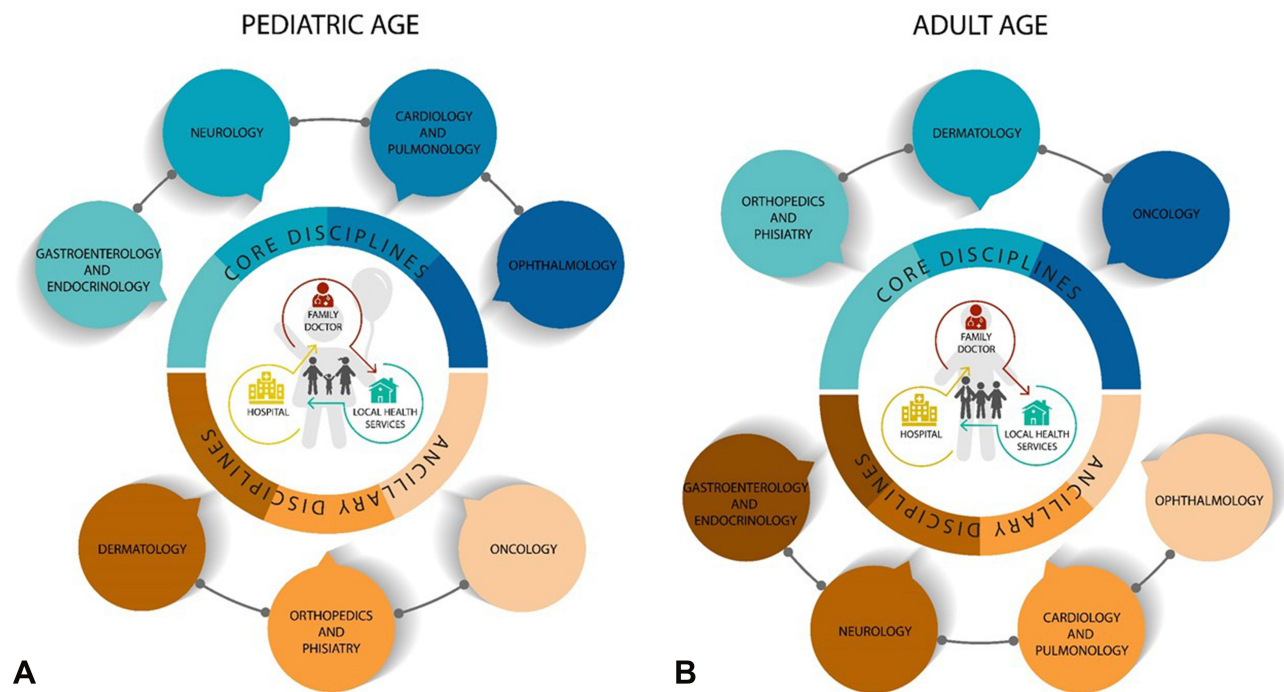 PEDIATRIC AGE
NEUROLOGY
CARDIOLOGY
AND
PULMONOLOGY
GASTROENTEROLOGY
AND
ENDOCRINOLOGY
OPHTHALMOLOGY
CORE DISCIPLINES
FAMILY
DOCTOR
HOSPITAL
LOCAL HEALTH
SERVICES
ANCILLARY DISCIPLINES
DERMATOLOGY
ORTHOPEDICS
AND
PHISIATRY
ONCOLOGY
A
ADULT AGE
DERMATOLOGY
ORTHOPEDICS
AND
PHISIATRY
ONCOLOGY
CORE DISCIPLINES
FAMILY
DOCTOR
HOSPITAL
LOCAL HEALTH
SERVICES
ANCILLARY DISCIPLINES
GASTROENTEROLOGY
AND
ENDOCRINOLOGY
OPHTHALMOLOGY
NEUROLOGY
CARDIOLOGY
AND
PULMONOLOGY
B